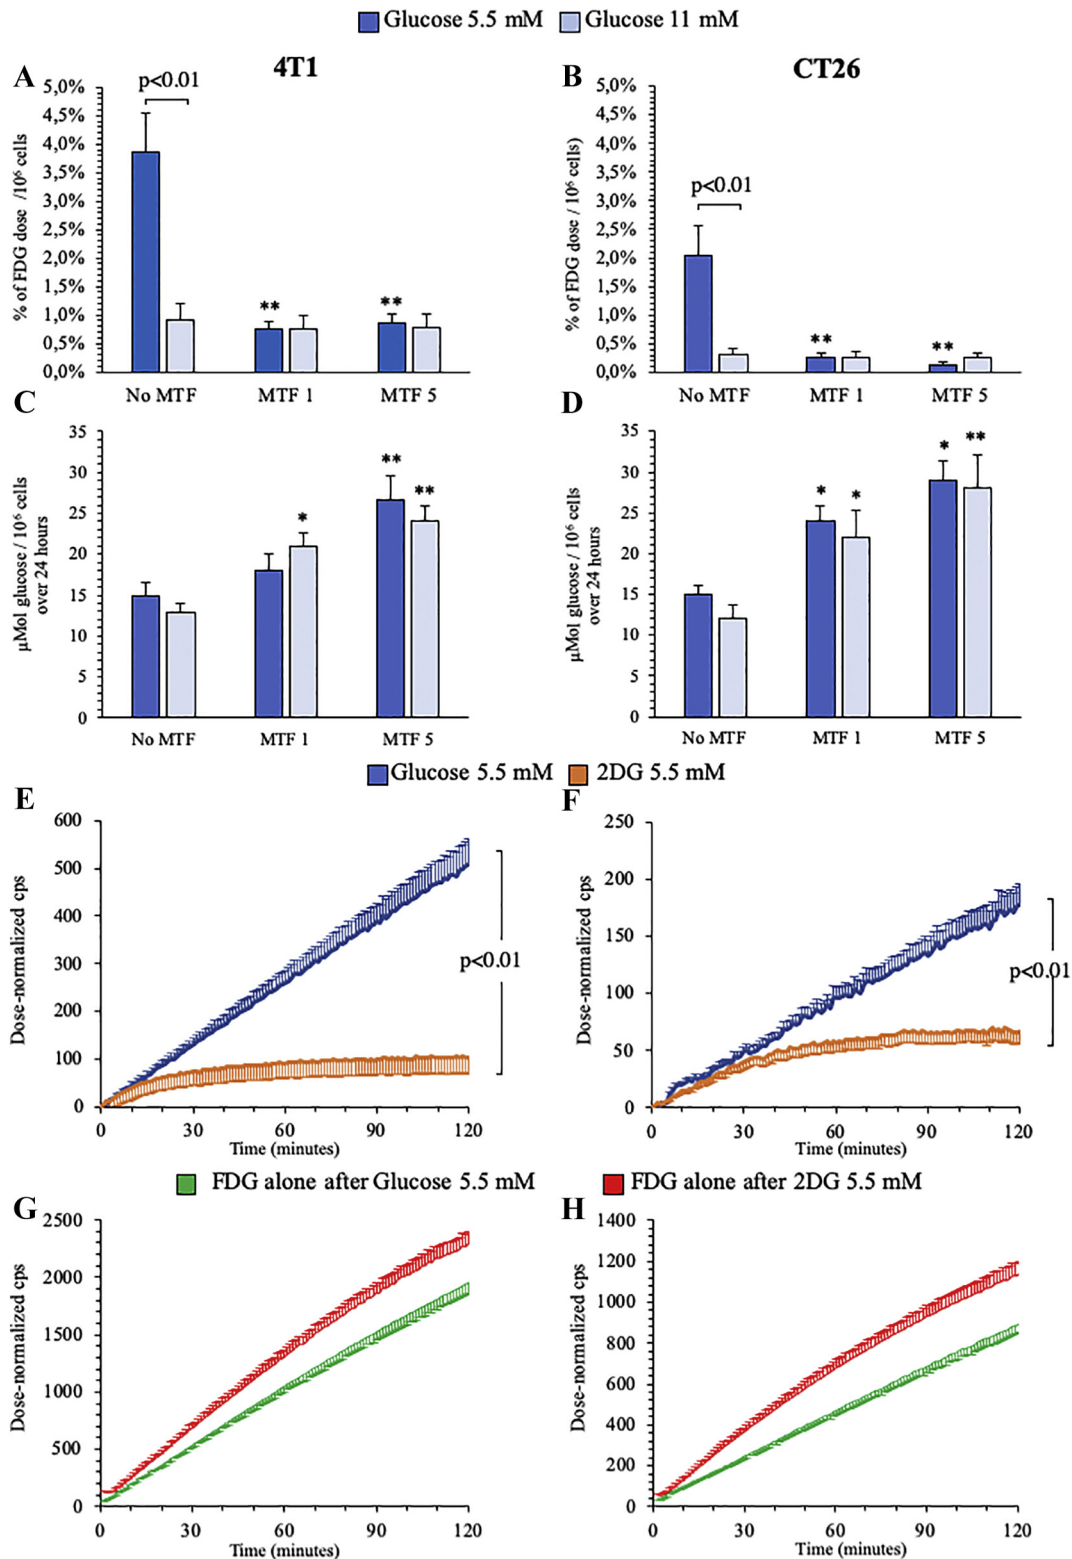 Glucose 5.5 mM Glucose 11 mM
A 4T1
p<0.01
% of FDG dose /10⁶ cells
5,0%
4,5%
4,0%
3,5%
3,0%
2,5%
2,0%
1,5%
1,0%
0,5%
0,0%
** **
No MTF MTF 1 MTF 5
B CT26
p<0.01
% of FDG dose / 10⁶ cells)
5,0%
4,5%
4,0%
3,5%
3,0%
2,5%
2,0%
1,5%
1,0%
0,5%
0,0%
** **
No MTF MTF 1 MTF 5
C
µMol glucose / 10⁶ cells
over 24 hours
35
30
25
20
15
10
5
0
* ** **
No MTF MTF 1 MTF 5
D
µMol glucose / 10⁶ cells
over 24 hours
35
30
25
20
15
10
5
0
* * * **
No MTF MTF 1 MTF 5
Glucose 5.5 mM 2DG 5.5 mM
E
Dose-normalized cps
600
500
400
300
200
100
0
p<0.01
0 30 60 90 120
Time (minutes)
F
Dose-normalized cps
250
200
150
100
50
0
p<0.01
0 30 60 90 120
Time (minutes)
FDG alone after Glucose 5.5 mM FDG alone after 2DG 5.5 mM
G
Dose-normalized cps
2500
2000
1500
1000
500
0
0 30 60 90 120
Time (minutes)
H
Dose-normalized cps
1400
1200
1000
800
600
400
200
0
0 30 60 90 120
Time (minutes)